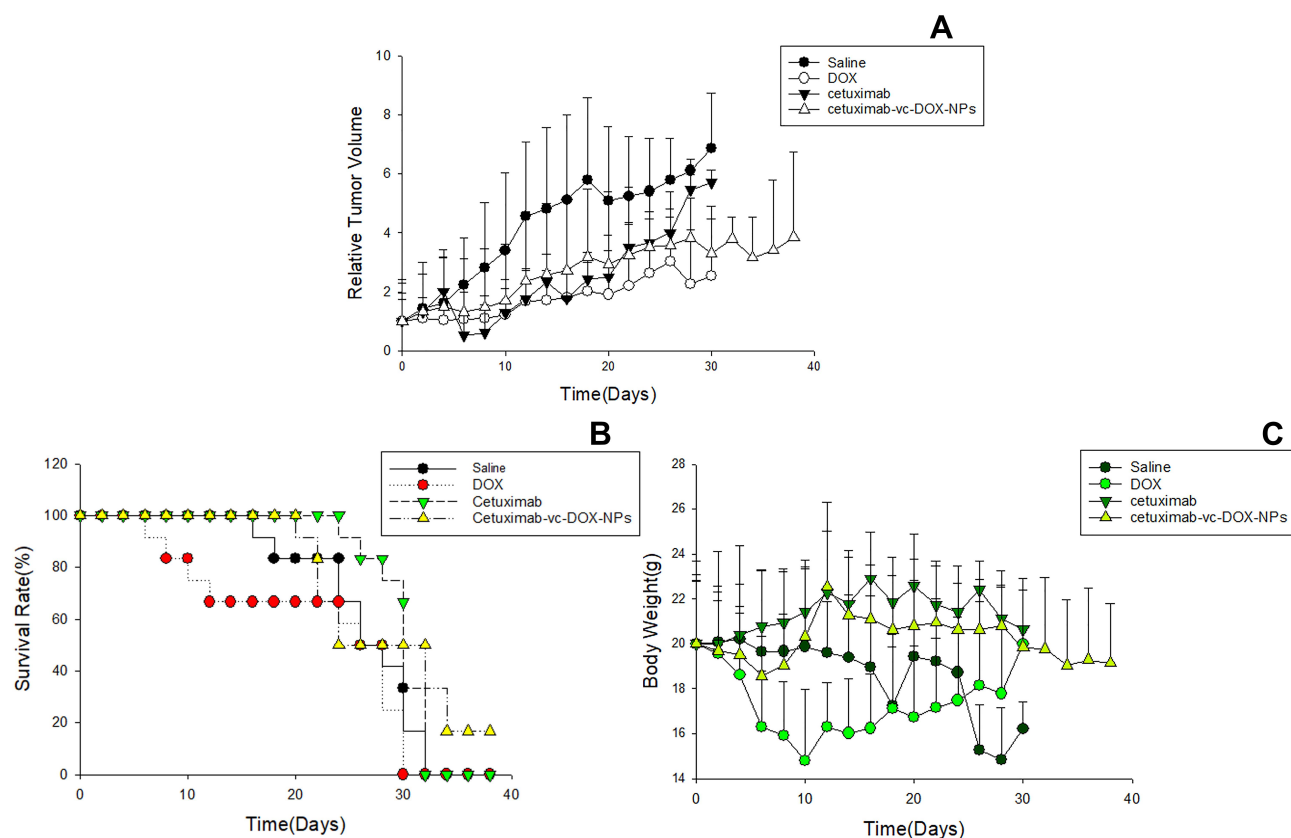 A
Saline
DOX
cetuximab
cetuximab-vc-DOX-NPs
Relative Tumor Volume
10
8
6
4
2
0
0 10 20 30 40
Time(Days)
B
Saline
DOX
Cetuximab
Cetuximab-vc-DOX-NPs
Survival Rate(%)
120
100
80
60
40
20
0
0 10 20 30 40
Time(Days)
C
Saline
DOX
cetuximab
cetuximab-vc-DOX-NPs
Body Weight(g)
28
26
24
22
20
18
16
14
0 10 20 30 40
Time(Days)